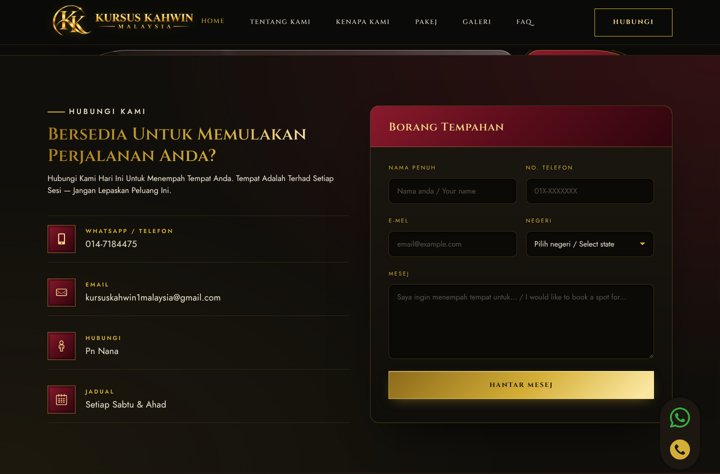 KURSUS KAHWIN
MALAYSIA
HOME
TENTANG KAMI
KENAPA KAMI
PAKEJ
GALERI
FAQ
HUBUNGI
HUBUNGI KAMI
Bersedia Untuk Memulakan
Perjalanan Anda?
Hubungi Kami Hari Ini Untuk Menempah Tempat Anda. Tempat Adalah Terhad Setiap
Sesi — Jangan Lepaskan Peluang Ini.
WHATSAPP / TELEFON
014-7184475
EMAIL
kursuskahwin1malaysia@gmail.com
HUBUNGI
Pn Nana
JADUAL
Setiap Sabtu & Ahad
Borang Tempahan
NAMA PENUH
Nama anda / Your name
NO. TELEFON
01X-XXXXXXX
E-MEL
email@example.com
NEGERI
Pilih negeri / Select state
MESEJ
Saya ingin menempah tempat untuk... / I would like to book a spot for...
HANTAR MESEJ